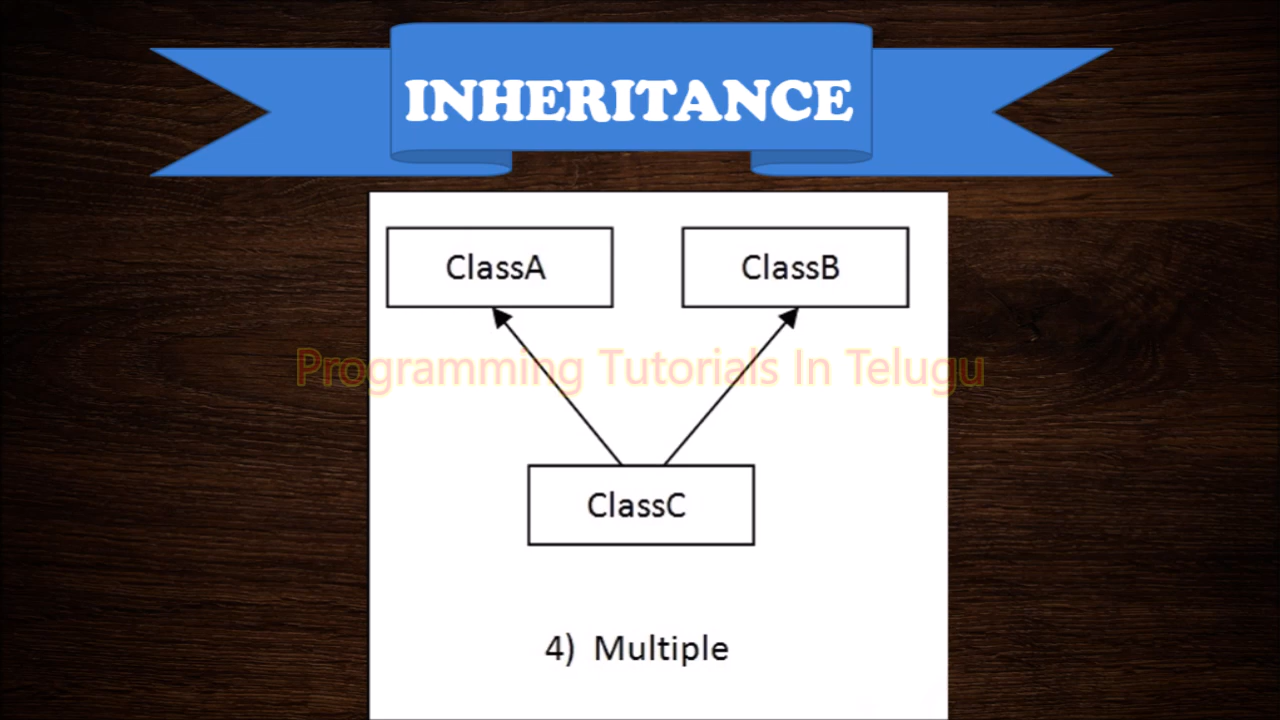 INHERITANCE
ClassA ClassB
Programming Tutorials In Telugu
ClassC
4) Multiple